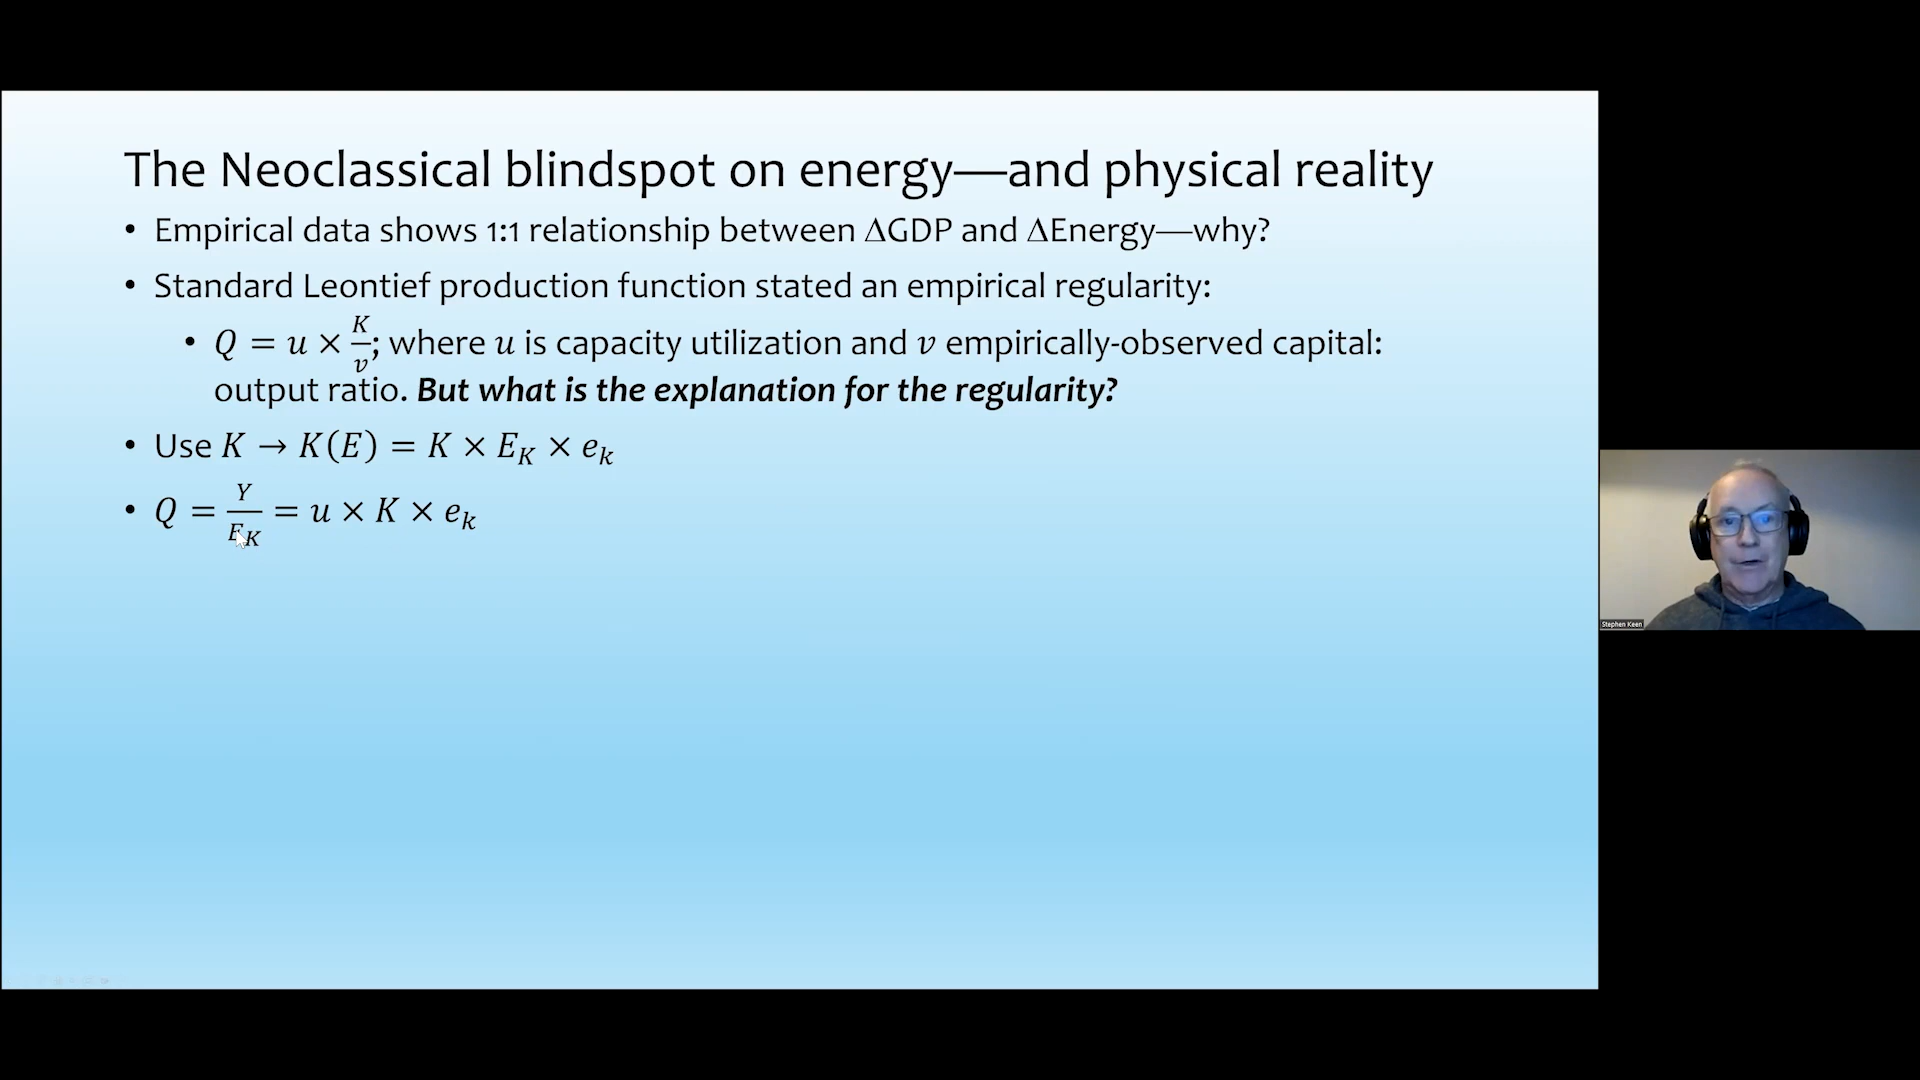 The Neoclassical blindspot on energy—and physical reality
• Empirical data shows 1:1 relationship between ΔGDP and ΔEnergy—why?
• Standard Leontief production function stated an empirical regularity:
• Q = u × K/v; where u is capacity utilization and v empirically-observed capital:
output ratio. But what is the explanation for the regularity?
• Use K → K(E) = K × E_K × e_k
• Q = Y/E_K = u × K × e_k
Stephen Keen